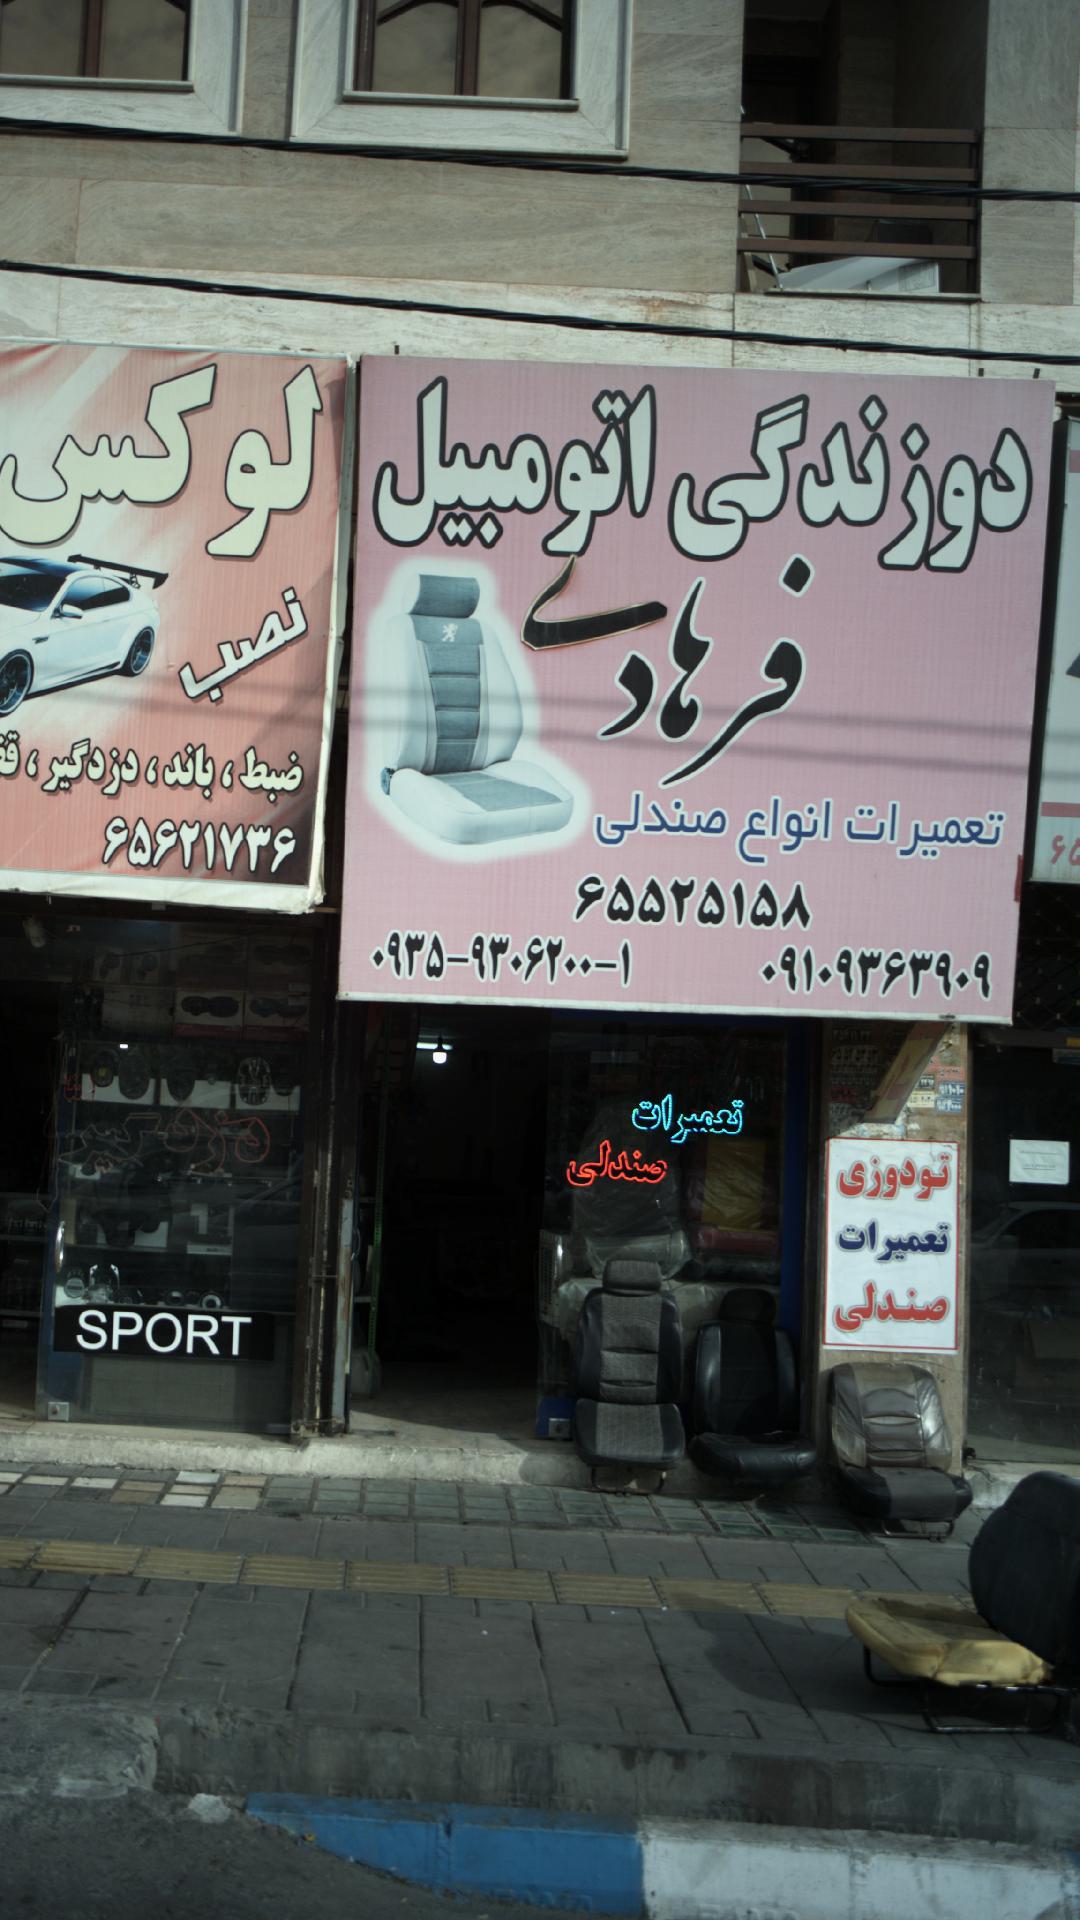 دوزندگی اتومبیل
فرهادی
تعمیرات انواع صندلی
۶۵۵۲۵۱۵۸
۰۹۳۵-۹۳۰۶۲۰۰-۱
۰۹۱۰۹۳۶۳۹۰۹
لوکس
نصب
ضبط ، باند ، دزدگیر ،
۶۵۶۲۱۷۳۶
تعمیرات
صندلی
تودوزی
تعمیرات
صندلی
دزدگیر
SPORT